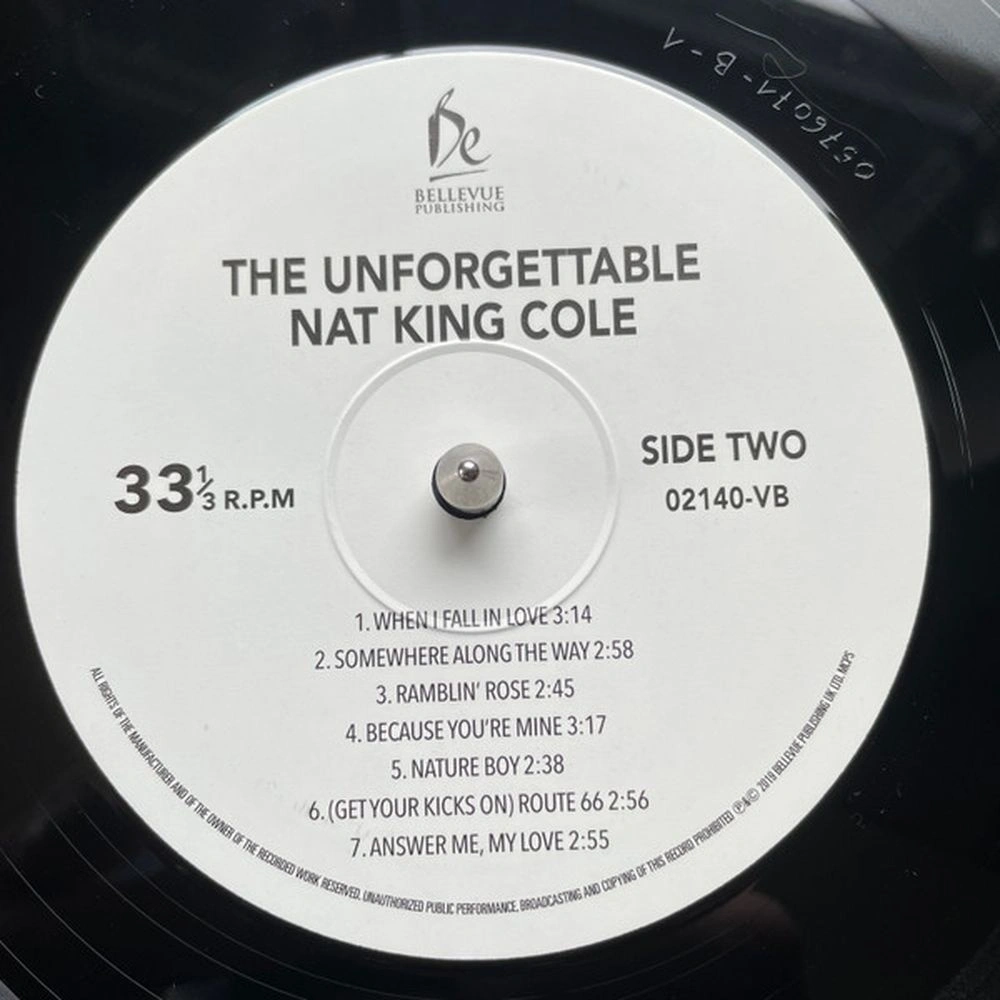 0576071-B-1
Be
BELLEVUE
PUBLISHING
THE UNFORGETTABLE
NAT KING COLE
33 1/3 R.P.M
SIDE TWO
02140-VB
1. WHEN I FALL IN LOVE 3:14
2. SOMEWHERE ALONG THE WAY 2:58
3. RAMBLIN' ROSE 2:45
4. BECAUSE YOU'RE MINE 3:17
5. NATURE BOY 2:38
6. (GET YOUR KICKS ON) ROUTE 66 2:56
7. ANSWER ME, MY LOVE 2:55
ALL RIGHTS OF THE MANUFACTURER AND OF THE OWNER OF THE RECORDED WORK RESERVED. UNAUTHORIZED PUBLIC PERFORMANCE, BROADCASTING AND COPYING OF THIS RECORD PROHIBITED ℗&© 2019 BELLEVUE PUBLISHING UK LTD. MCPS